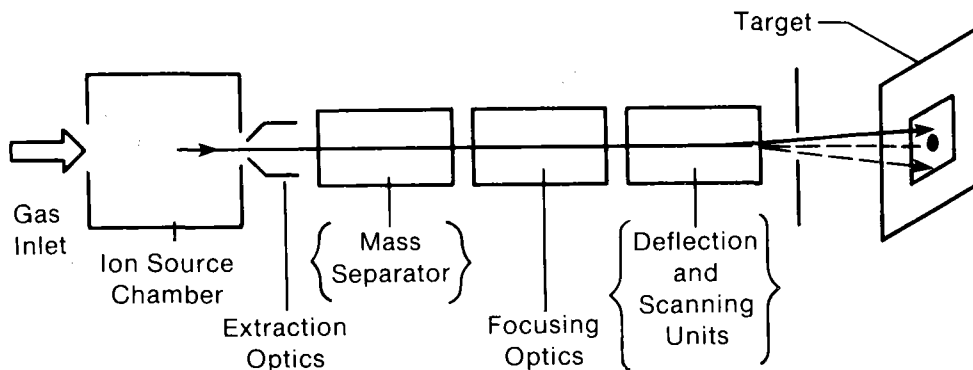 Target
Gas
Inlet
Ion Source
Chamber
Extraction
Optics
Mass
Separator
Focusing
Optics
Deflection
and
Scanning
Units